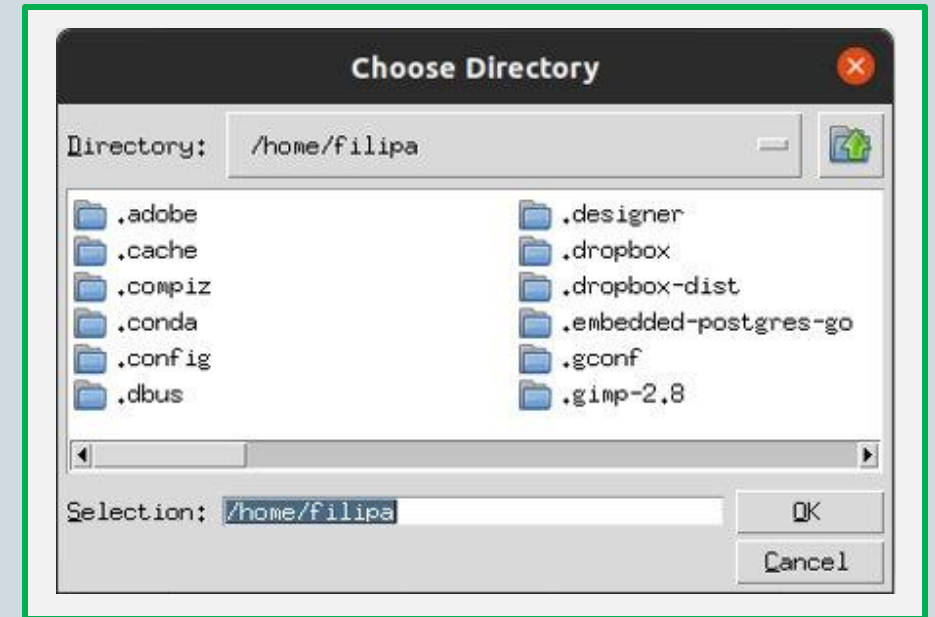 Choose Directory
Directory: /home/filipa
.adobe .designer
.cache .dropbox
.compiz .dropbox-dist
.conda .embedded-postgres-go
.config .gconf
.dbus .gimp-2.8
Selection: /home/filipa OK
Cancel